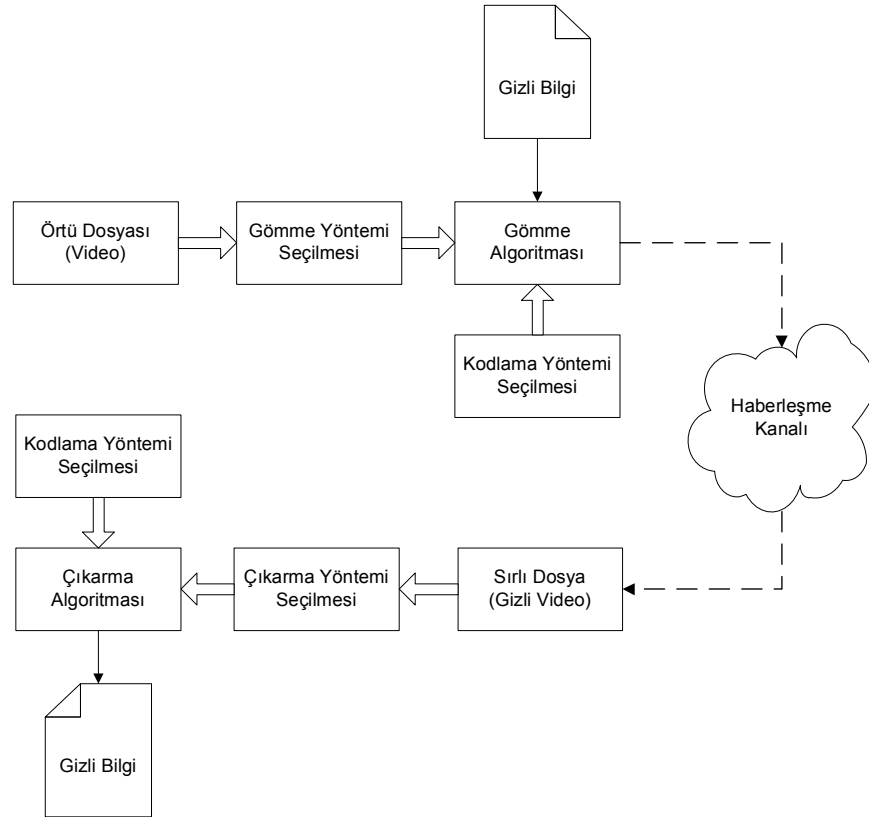 Gizli Bilgi
Örtü Dosyası
(Video)
Gömme Yöntemi
Seçilmesi
Gömme
Algoritması
Kodlama Yöntemi
Seçilmesi
Haberleşme
Kanalı
Kodlama Yöntemi
Seçilmesi
Çıkarma
Algoritması
Çıkarma Yöntemi
Seçilmesi
Sırlı Dosya
(Gizli Video)
Gizli Bilgi